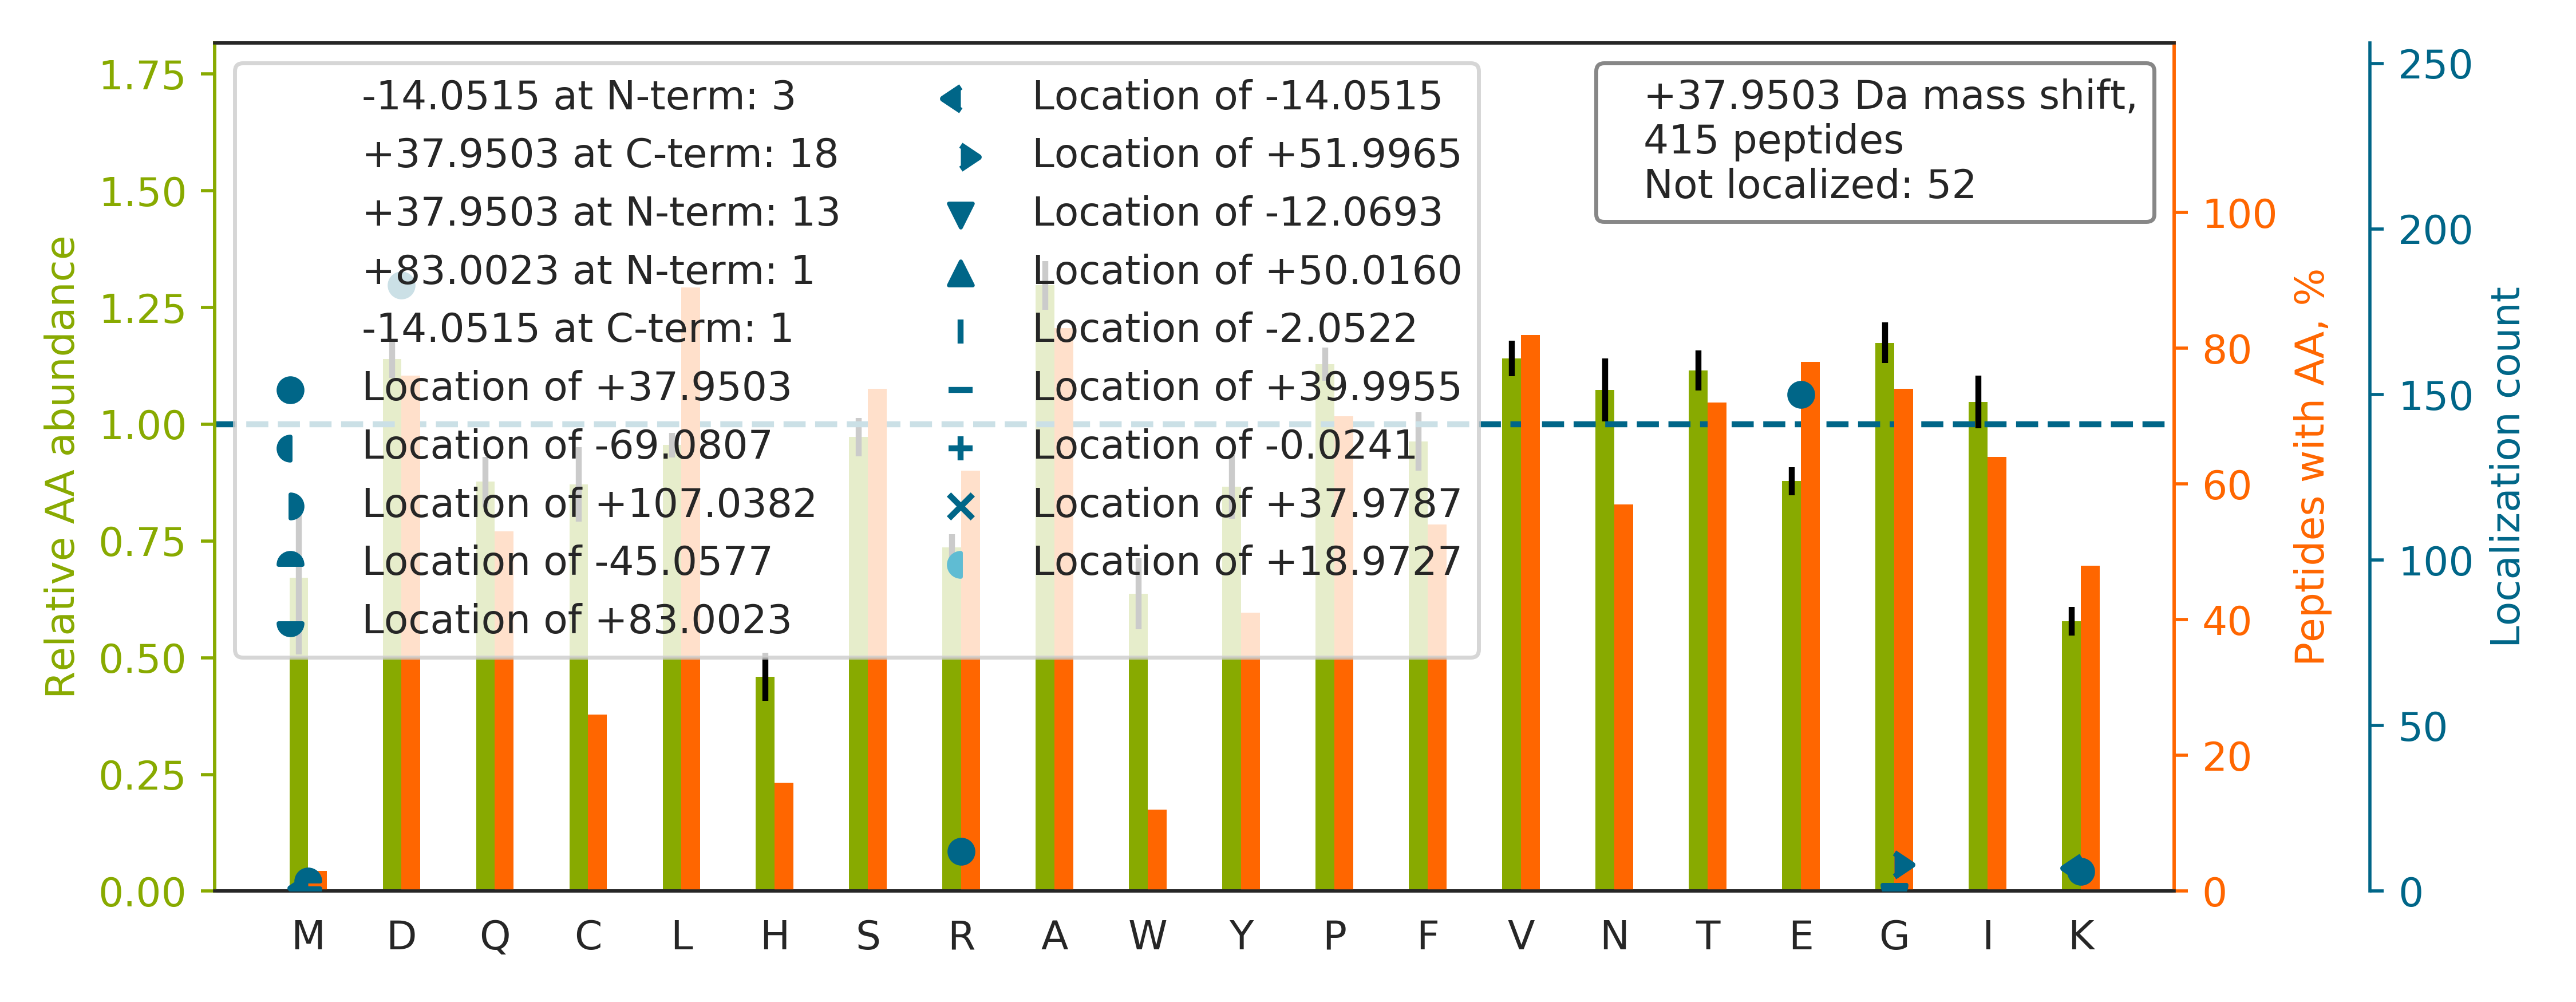 -14.0515 at N-term: 3
+37.9503 at C-term: 18
+37.9503 at N-term: 13
+83.0023 at N-term: 1
-14.0515 at C-term: 1
Location of +37.9503
Location of -69.0807
Location of +107.0382
Location of -45.0577
Location of +83.0023
Location of -14.0515
Location of +51.9965
Location of -12.0693
Location of +50.0160
Location of -2.0522
Location of +39.9955
Location of -0.0241
Location of +37.9787
Location of +18.9727
+37.9503 Da mass shift,
415 peptides
Not localized: 52
Relative AA abundance
1.75
1.50
1.25
1.00
0.75
0.50
0.25
0.00
M D Q C L H S R A W Y P F V N T E G I K
100
80
60
40
20
0
Peptides with AA, %
250
200
150
100
50
0
Localization count